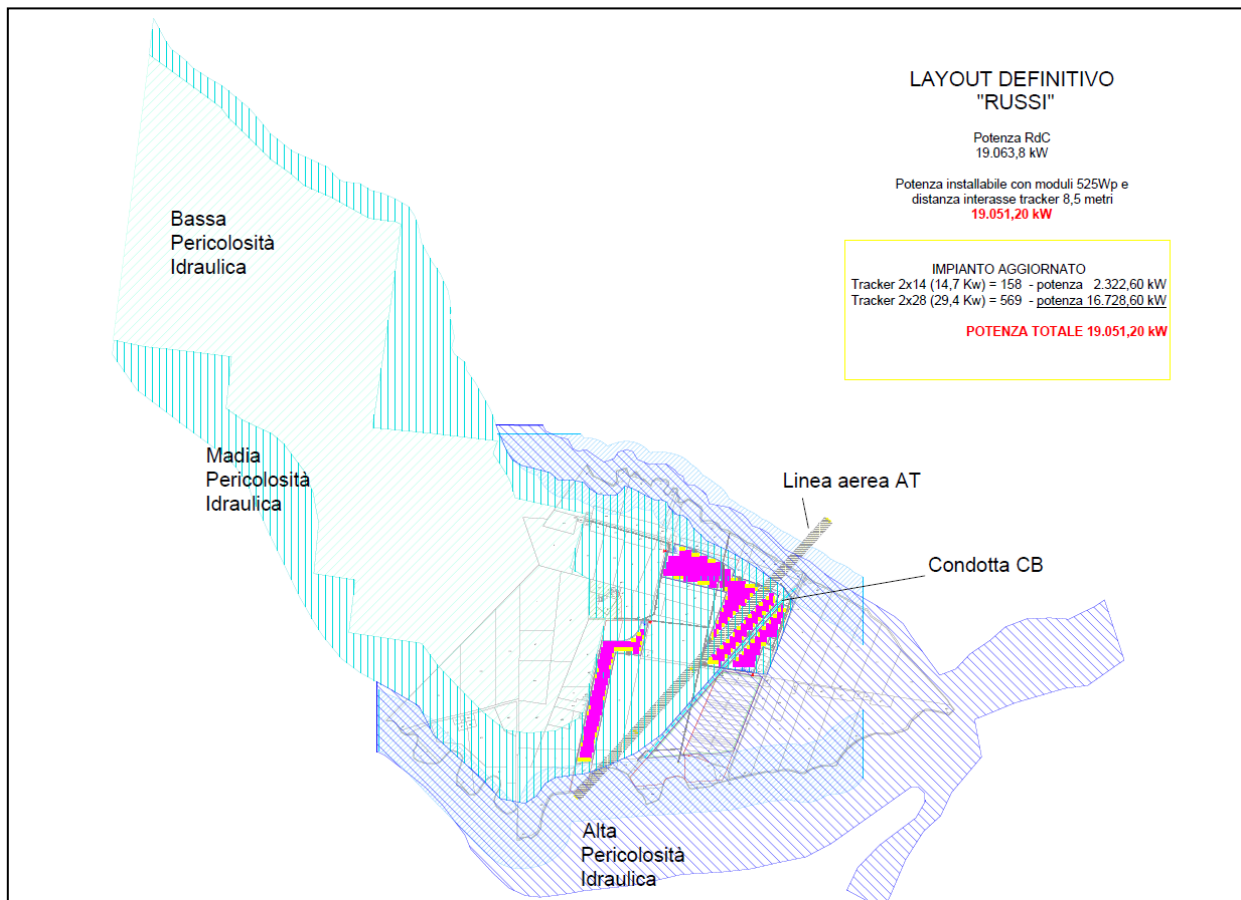 LAYOUT DEFINITIVO
"RUSSI"
Potenza RdC
19.063,8 kW
Potenza installabile con moduli 525Wp e
distanza interasse tracker 8,5 metri
19.051,20 kW
IMPIANTO AGGIORNATO
Tracker 2x14 (14,7 Kw) = 158 - potenza 2.322,60 kW
Tracker 2x28 (29,4 Kw) = 569 - potenza 16.728,60 kW
POTENZA TOTALE 19.051,20 kW
Bassa
Pericolosità
Idraulica
Madia
Pericolosità
Idraulica
Linea aerea AT
Condotta CB
Alta
Pericolosità
Idraulica